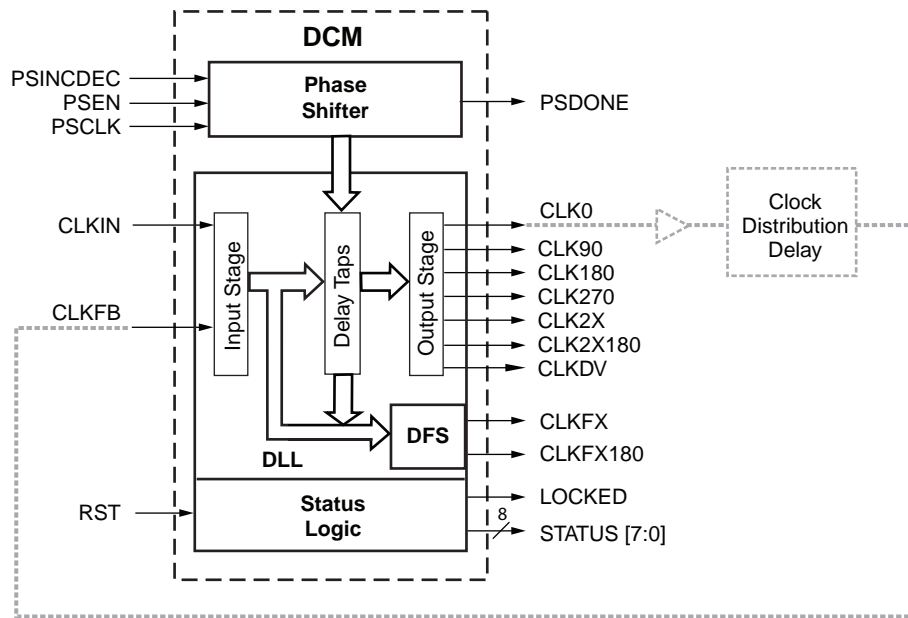 DCM
PSINCDEC
PSEN
PSCLK
Phase
Shifter
PSDONE
CLKIN
CLKFB
Input Stage
Delay Taps
Output Stage
CLK0
CLK90
CLK180
CLK270
CLK2X
CLK2X180
CLKDV
Clock
Distribution
Delay
DFS
CLKFX
CLKFX180
DLL
RST
Status
Logic
LOCKED
8
STATUS [7:0]